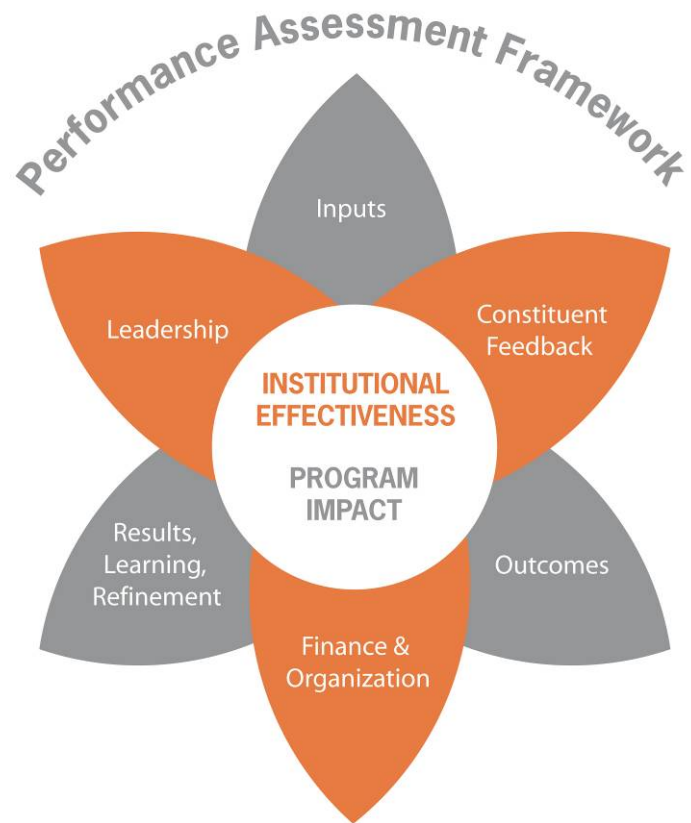 Performance Assessment Framework
Inputs
Leadership
Constituent
Feedback
INSTITUTIONAL
EFFECTIVENESS
PROGRAM
IMPACT
Results,
Learning,
Refinement
Outcomes
Finance &
Organization